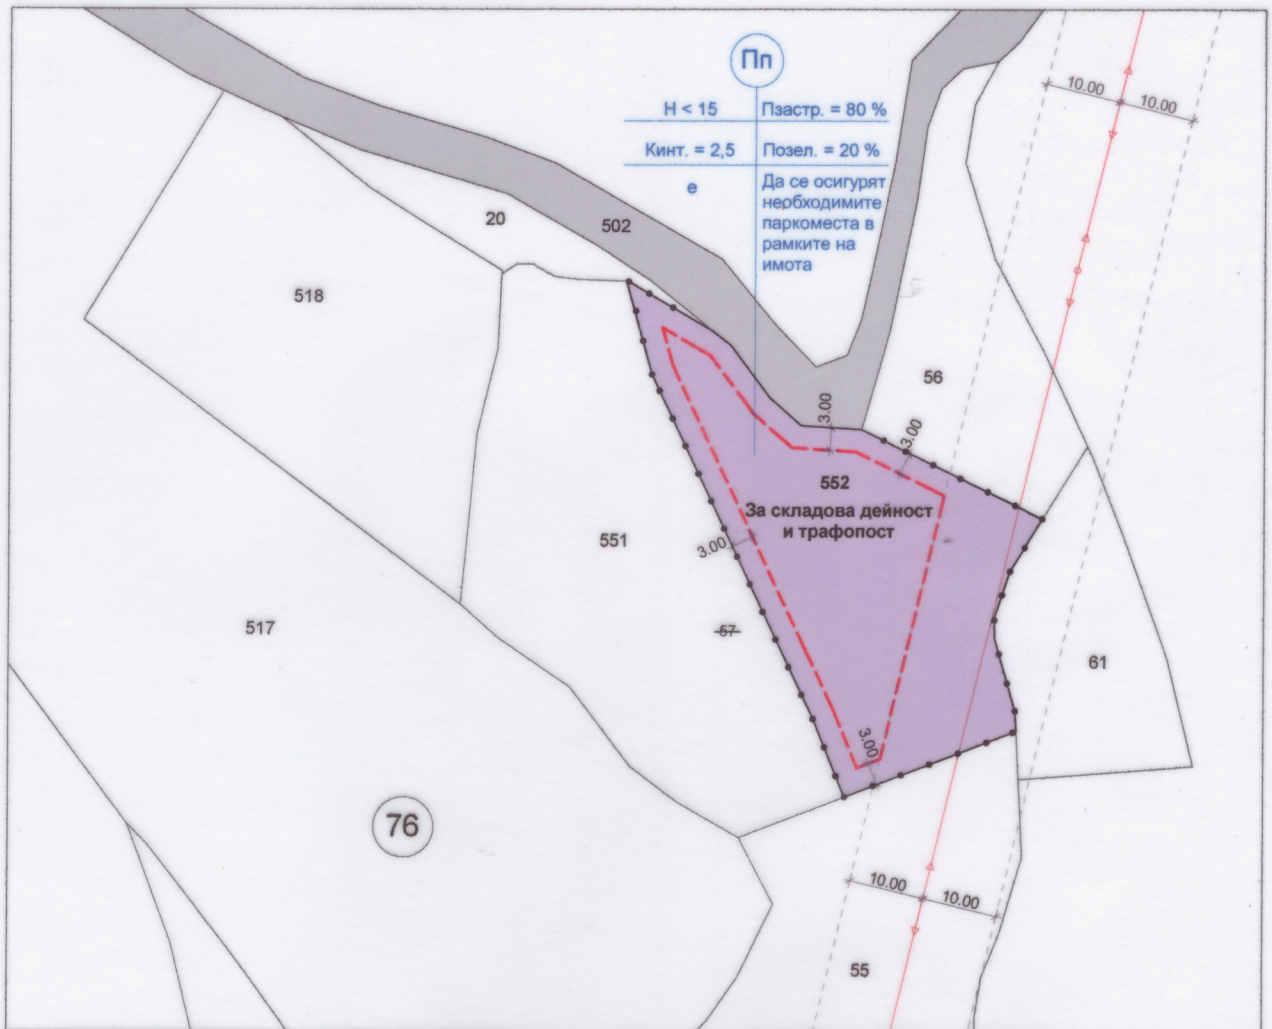 Пп
10.00
10.00
H < 15
Пзастр. = 80 %
Кинт. = 2,5
Позел. = 20 %
е
Да се осигурят
необходимите
паркоместа в
рамките на
имота
20
502
518
56
3.00
3.00
552
За складова дейност
и трафопост
551
3.00
57
517
61
3.00
76
10.00
10.00
55